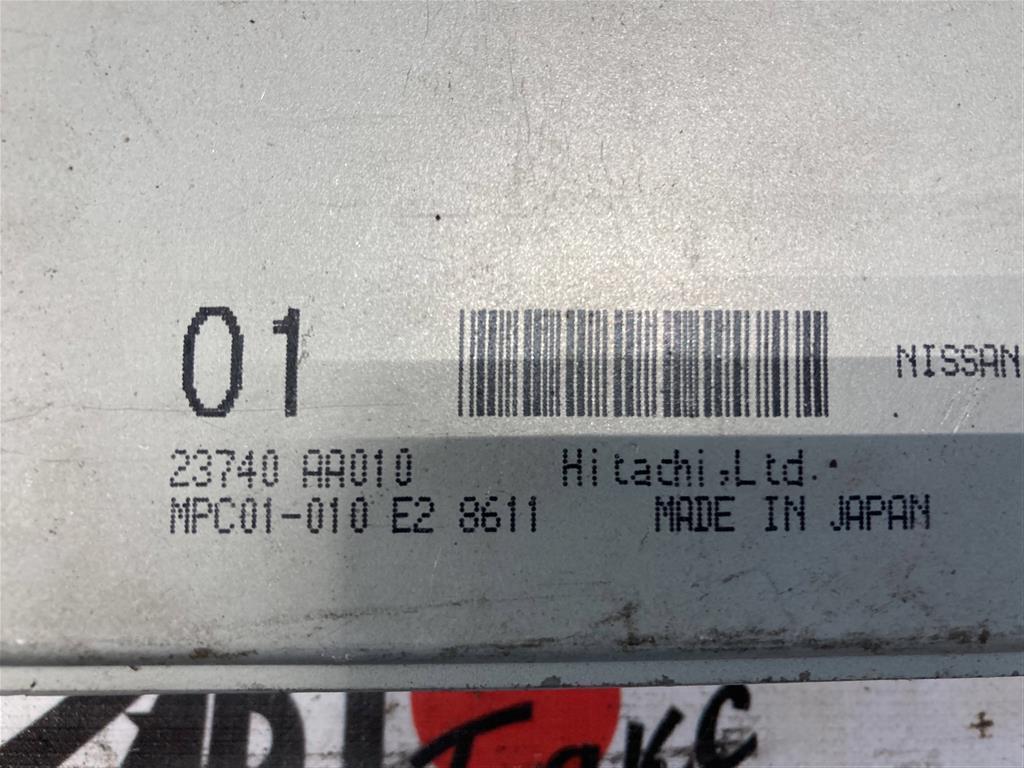 01
NISSAN
23740 AA010 Hitachi,Ltd.
MPC01-010 E2 8611 MADE IN JAPAN